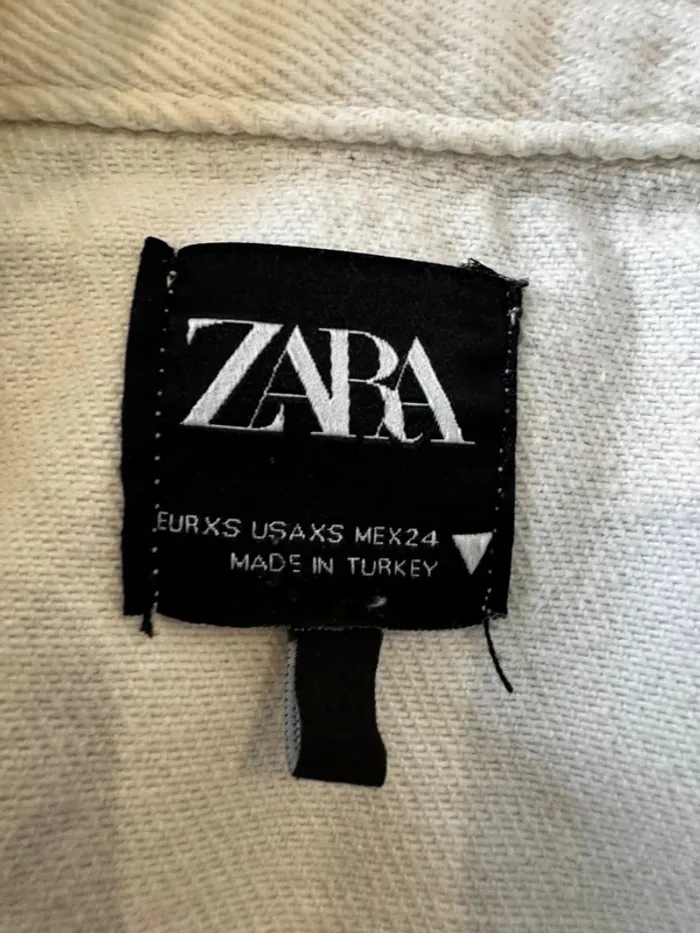 ZARA
EUR XS USA XS MEX 24
MADE IN TURKEY